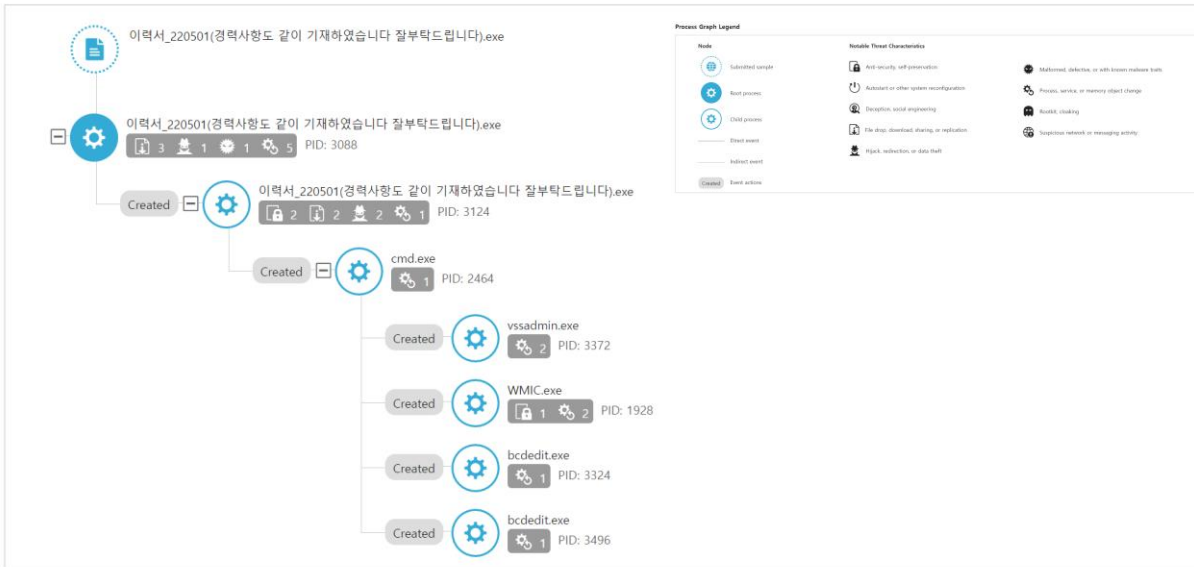 이력서_220501(경력사항도 같이 기재하였습니다 잘부탁드립니다).exe
이력서_220501(경력사항도 같이 기재하였습니다 잘부탁드립니다).exe
3 1 1 5 PID: 3088
Created
이력서_220501(경력사항도 같이 기재하였습니다 잘부탁드립니다).exe
2 2 2 1 PID: 3124
Created
cmd.exe
1 PID: 2464
Created
vssadmin.exe
2 PID: 3372
Created
WMIC.exe
1 2 PID: 1928
Created
bcdedit.exe
1 PID: 3324
Created
bcdedit.exe
1 PID: 3496
Process Graph Legend
Node
Submitted sample
Root process
Child process
Direct event
Indirect event
Created Event actions
Notable Threat Characteristics
Anti-security, self-preservation
Autostart or other system reconfiguration
Deception, social engineering
File drop, download, sharing, or replication
Hijack, redirection, or data theft
Malformed, defective, or with known malware traits
Process, service, or memory object change
Rootkit, cloaking
Suspicious network or messaging activity